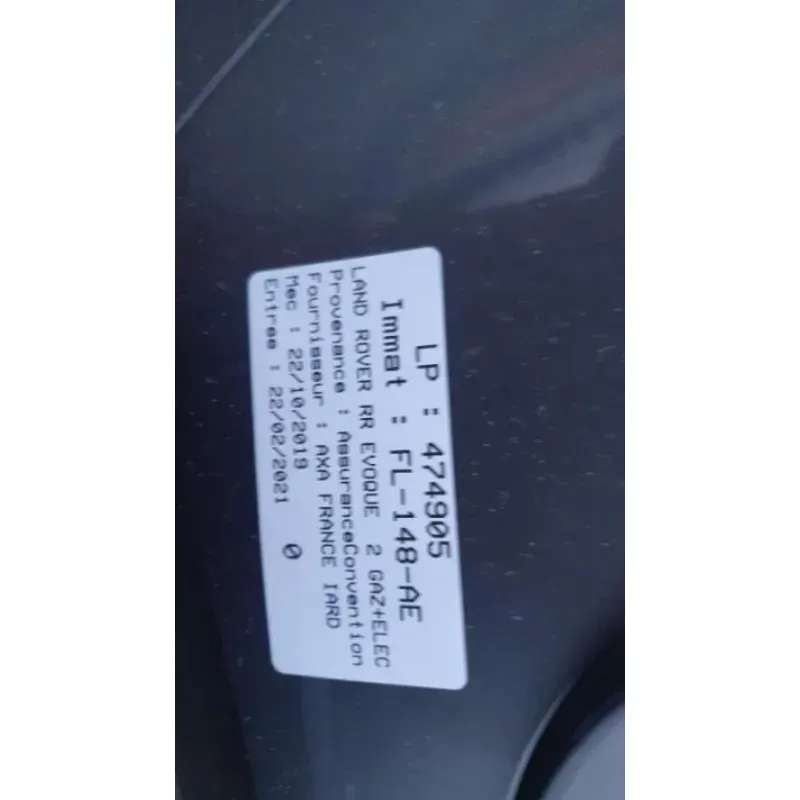 LP : 474905
Immat : FL-148-AE
LAND ROVER RR EVOQUE 2 GAZ+ELEC
Provenance : AssuranceConvention
Fournisseur : AXA FRANCE IARD
Mec : 22/10/2019
Entree : 22/02/2021 0